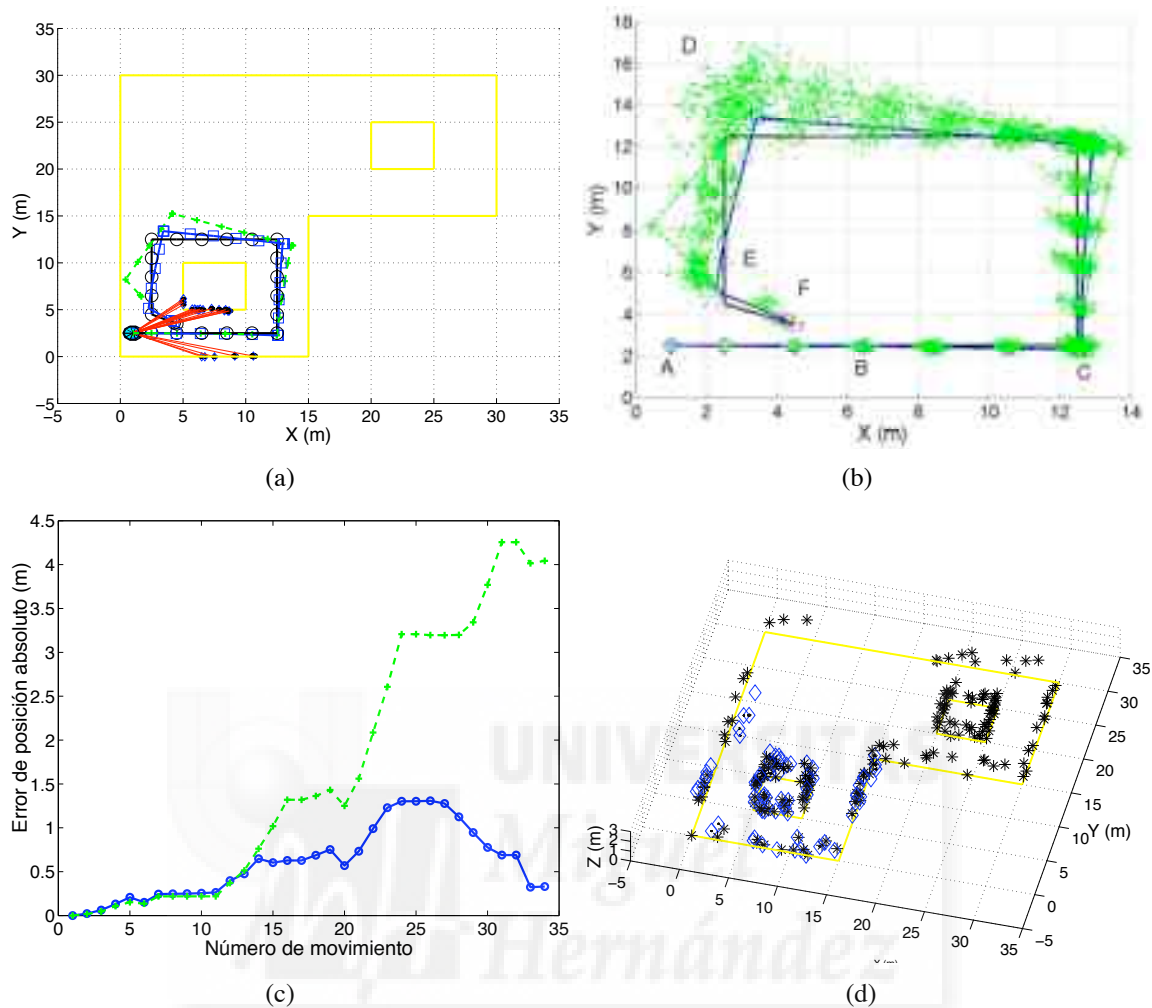 35
30
25
20
15
10
5
0
−5
Y (m)
−5 0 5 10 15 20 25 30 35
X (m)
(a)
18
16
14
12
10
8
6
4
2
0
Y (m)
D
E
F
A
B
C
0 2 4 6 8 10 12 14
X (m)
(b)
4.5
4
3.5
3
2.5
2
1.5
1
0.5
0
Error de posición absoluto (m)
0 5 10 15 20 25 30 35
Número de movimiento
(c)
Z (m)
3
2
1
0
−5 0 5 10 15 20 25 30 35
X (m)
−5
0
5
10
15
20
25
30
35
Y (m)
(d)
UNIVERSITAS
Miguel
Hernández